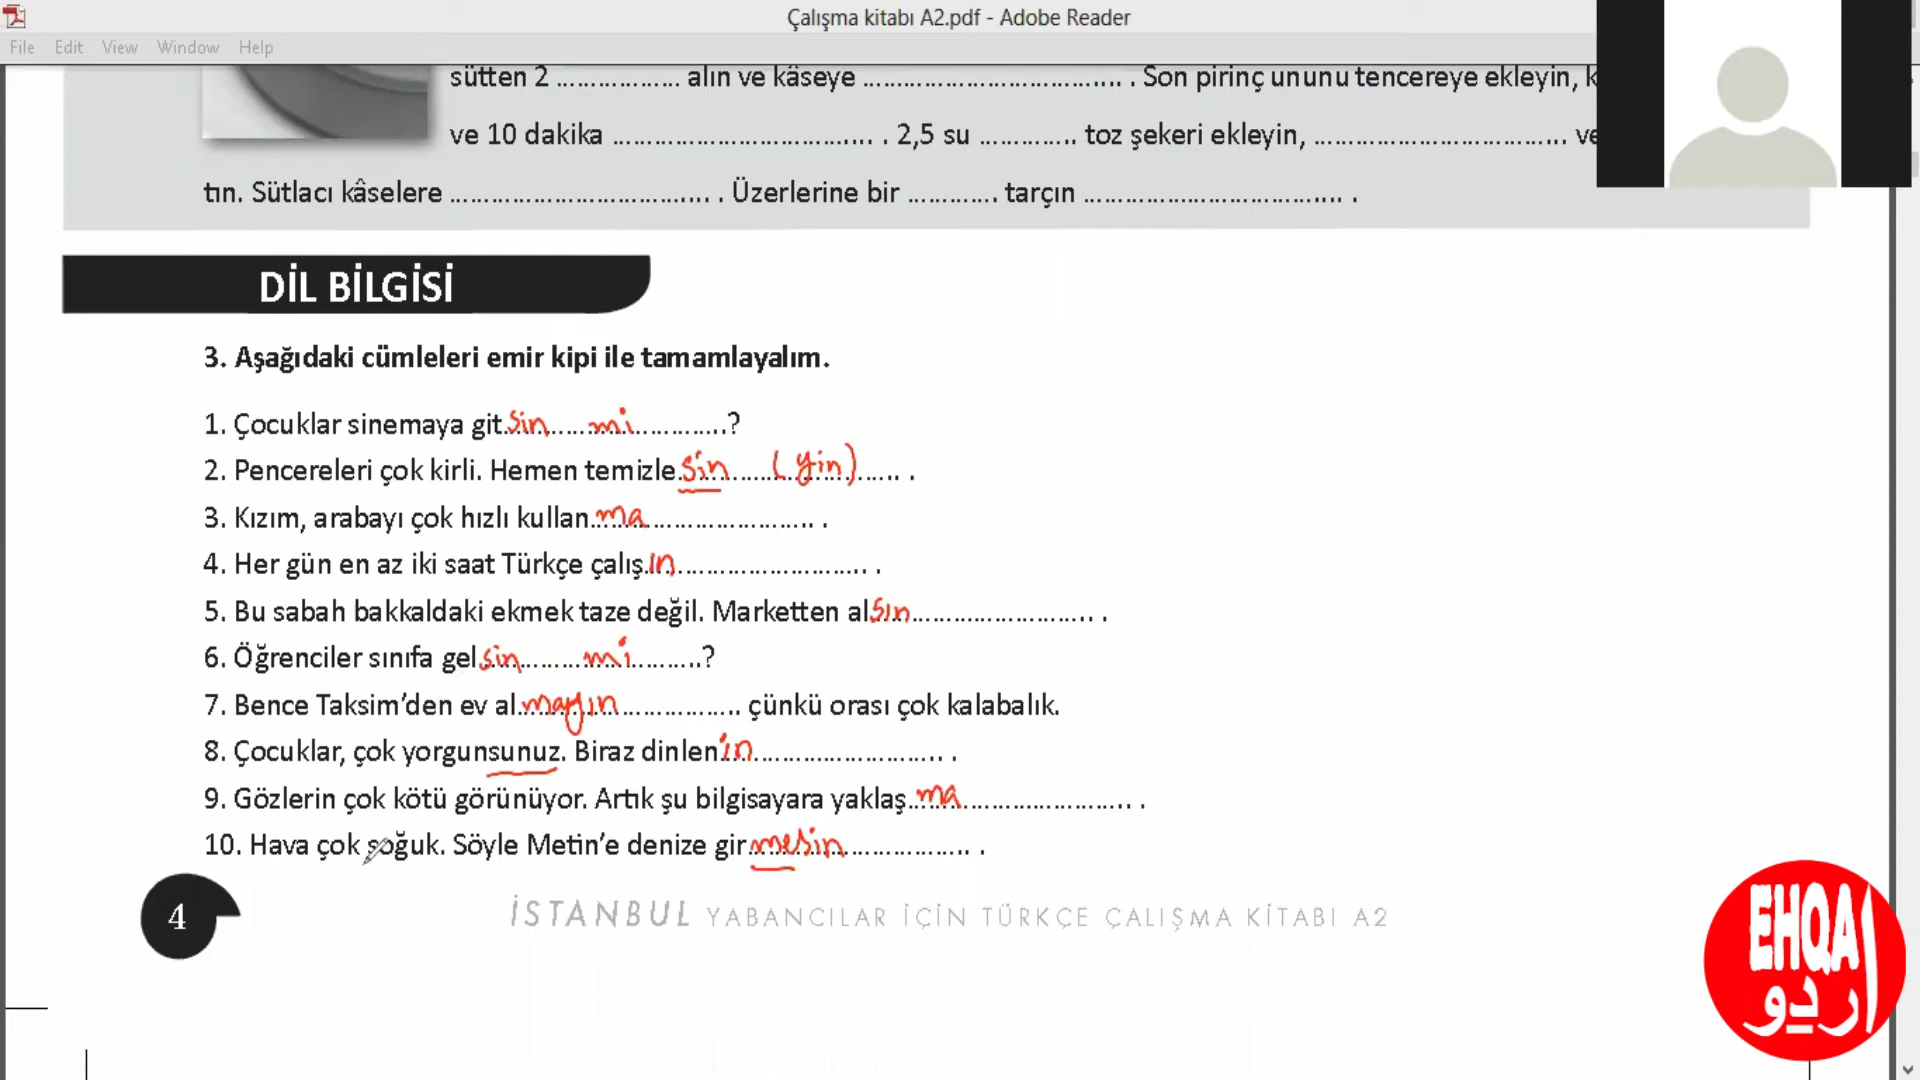 Çalışma kitabı A2.pdf - Adobe Reader
File Edit View Window Help
sütten 2 ................ alın ve kâseye ................................ . Son pirinç ununu tencereye ekleyin,
ve 10 dakika ................................ . 2,5 su ............ toz şekeri ekleyin, ................................ ve
tın. Sütlacı kâselere ................................ . Üzerlerine bir ........... tarçın ................................ .
DİL BİLGİSİ
3. Aşağıdaki cümleleri emir kipi ile tamamlayalım.
1. Çocuklar sinemaya git sin mi ...........?
2. Pencereleri çok kirli. Hemen temizle sin (yin) ..... .
3. Kızım, arabayı çok hızlı kullan ma ..................... .
4. Her gün en az iki saat Türkçe çalış ın ........................ .
5. Bu sabah bakkaldaki ekmek taze değil. Marketten al sın ....................... .
6. Öğrenciler sınıfa gel sin mi .........?
7. Bence Taksim’den ev al mayın .............. çünkü orası çok kalabalık.
8. Çocuklar, çok yorgunsunuz. Biraz dinlen in ........................ .
9. Gözlerin çok kötü görünüyor. Artık şu bilgisayara yaklaş ma ..................... .
10. Hava çok soğuk. Söyle Metin’e denize gir mesin ............... .
4
İSTANBUL YABANCILAR İÇİN TÜRKÇE ÇALIŞMA KİTABI A2
EHQA
اردو